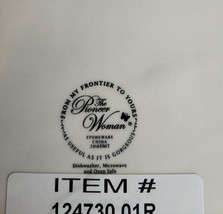 FROM MY FRONTIER TO YOURS
The
Pioneer
Woman
STONEWARE
CHINA
AS USEFUL AS IT IS GORGEOUS
Dishwasher, Microwave
and Oven Safe
ITEM #
124730.01R